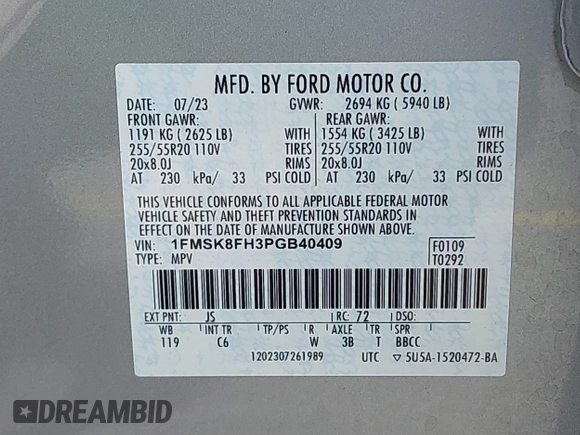 MFD. BY FORD MOTOR CO.
DATE: 07/23 GVWR: 2694 KG ( 5940 LB)
FRONT GAWR: REAR GAWR:
1191 KG ( 2625 LB) WITH 1554 KG ( 3425 LB) WITH
255/55R20 110V TIRES 255/55R20 110V TIRES
20x8.0J RIMS 20x8.0J RIMS
AT 230 kPa/ 33 PSI COLD AT 230 kPa/ 33 PSI COLD
THIS VEHICLE CONFORMS TO ALL APPLICABLE FEDERAL MOTOR
VEHICLE SAFETY AND THEFT PREVENTION STANDARDS IN
EFFECT ON THE DATE OF MANUFACTURE SHOWN ABOVE.
VIN: 1FMSK8FH3PGB40409 F0109
TYPE: MPV T0292
EXT PNT: JS RC: 72 DSO:
WB INT TR TP/PS R AXLE TR SPR
119 C6 W 3B T BBCC
1202307261989 UTC ▽ 5U5A-1520472-BA
DREAMBID